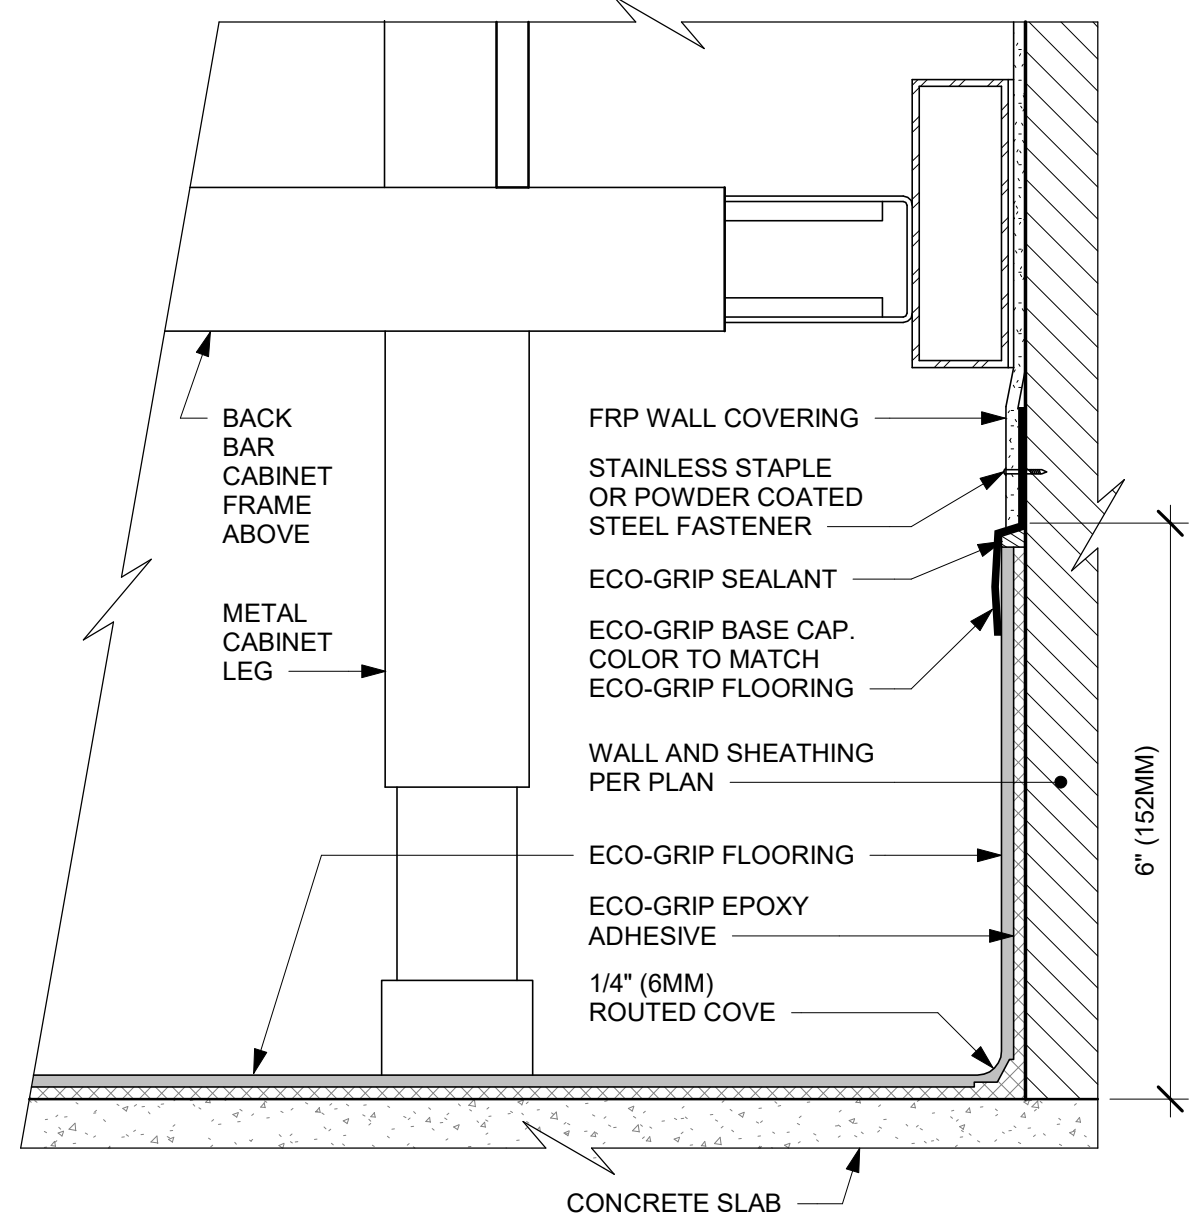 BACK
BAR
CABINET
FRAME
ABOVE
METAL
CABINET
LEG
FRP WALL COVERING
STAINLESS STAPLE
OR POWDER COATED
STEEL FASTENER
ECO-GRIP SEALANT
ECO-GRIP BASE CAP.
COLOR TO MATCH
ECO-GRIP FLOORING
WALL AND SHEATHING
PER PLAN
ECO-GRIP FLOORING
ECO-GRIP EPOXY
ADHESIVE
1/4" (6MM)
ROUTED COVE
6" (152MM)
CONCRETE SLAB